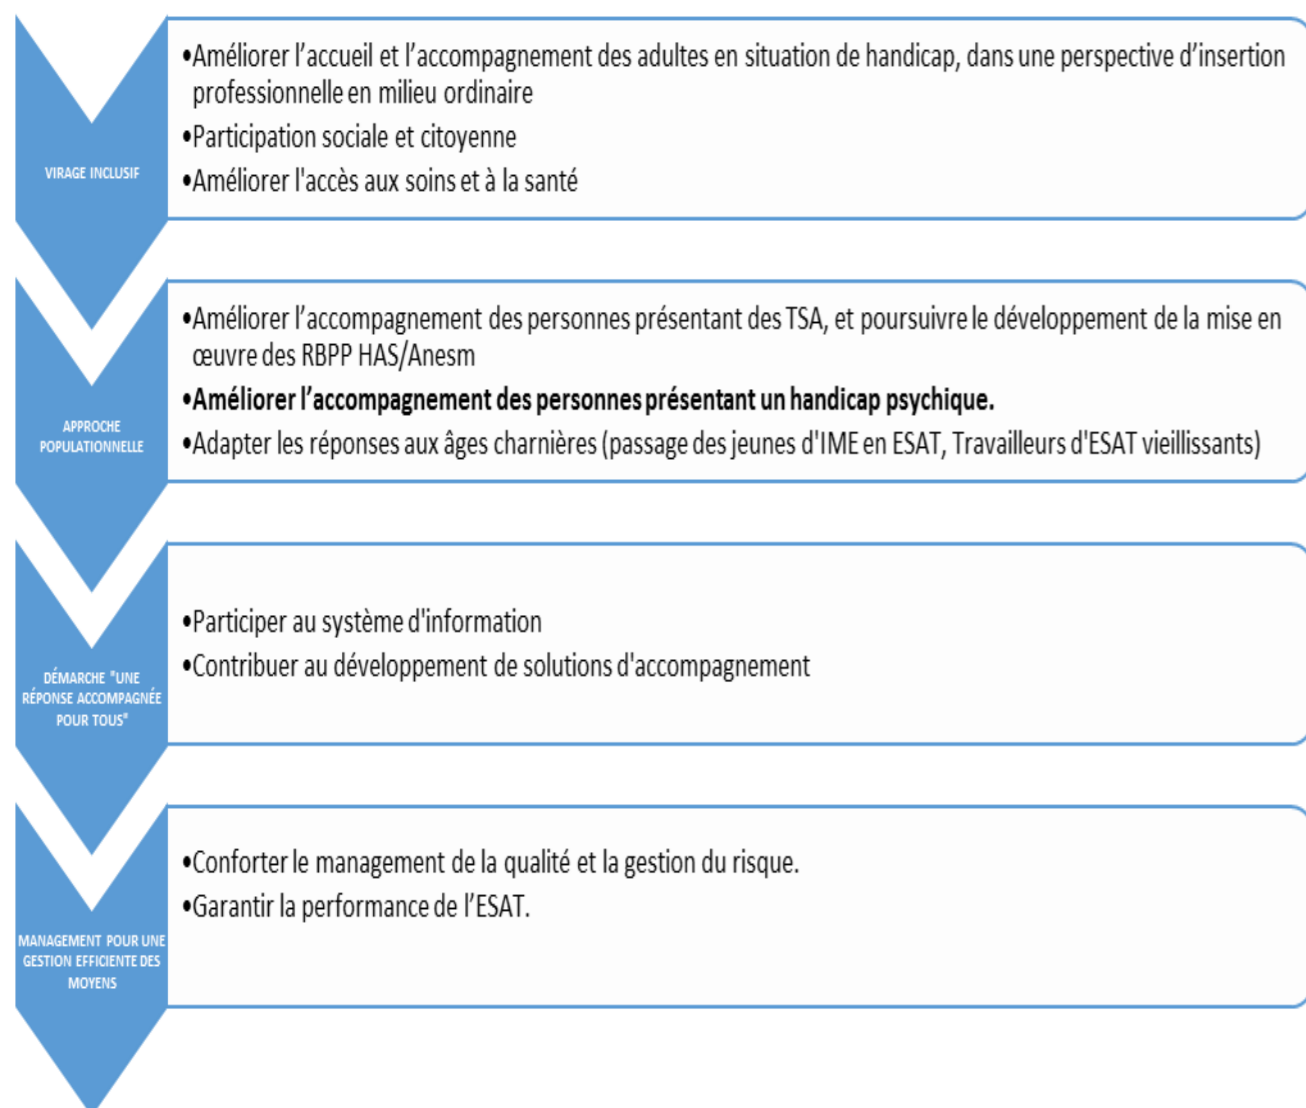 VIRAGE INCLUSIF
•Améliorer l’accueil et l’accompagnement des adultes en situation de handicap, dans une perspective d’insertion
professionnelle en milieu ordinaire
•Participation sociale et citoyenne
•Améliorer l'accès aux soins et à la santé
APPROCHE
POPULATIONNELLE
•Améliorer l’accompagnement des personnes présentant des TSA, et poursuivre le développement de la mise en
œuvre des RBPP HAS/Anesm
•Améliorer l’accompagnement des personnes présentant un handicap psychique.
•Adapter les réponses aux âges charnières (passage des jeunes d'IME en ESAT, Travailleurs d'ESAT vieillissants)
DÉMARCHE "UNE
RÉPONSE ACCOMPAGNÉE
POUR TOUS"
•Participer au système d'information
•Contribuer au développement de solutions d'accompagnement
MANAGEMENT POUR UNE
GESTION EFFICIENTE DES
MOYENS
•Conforter le management de la qualité et la gestion du risque.
•Garantir la performance de l’ESAT.